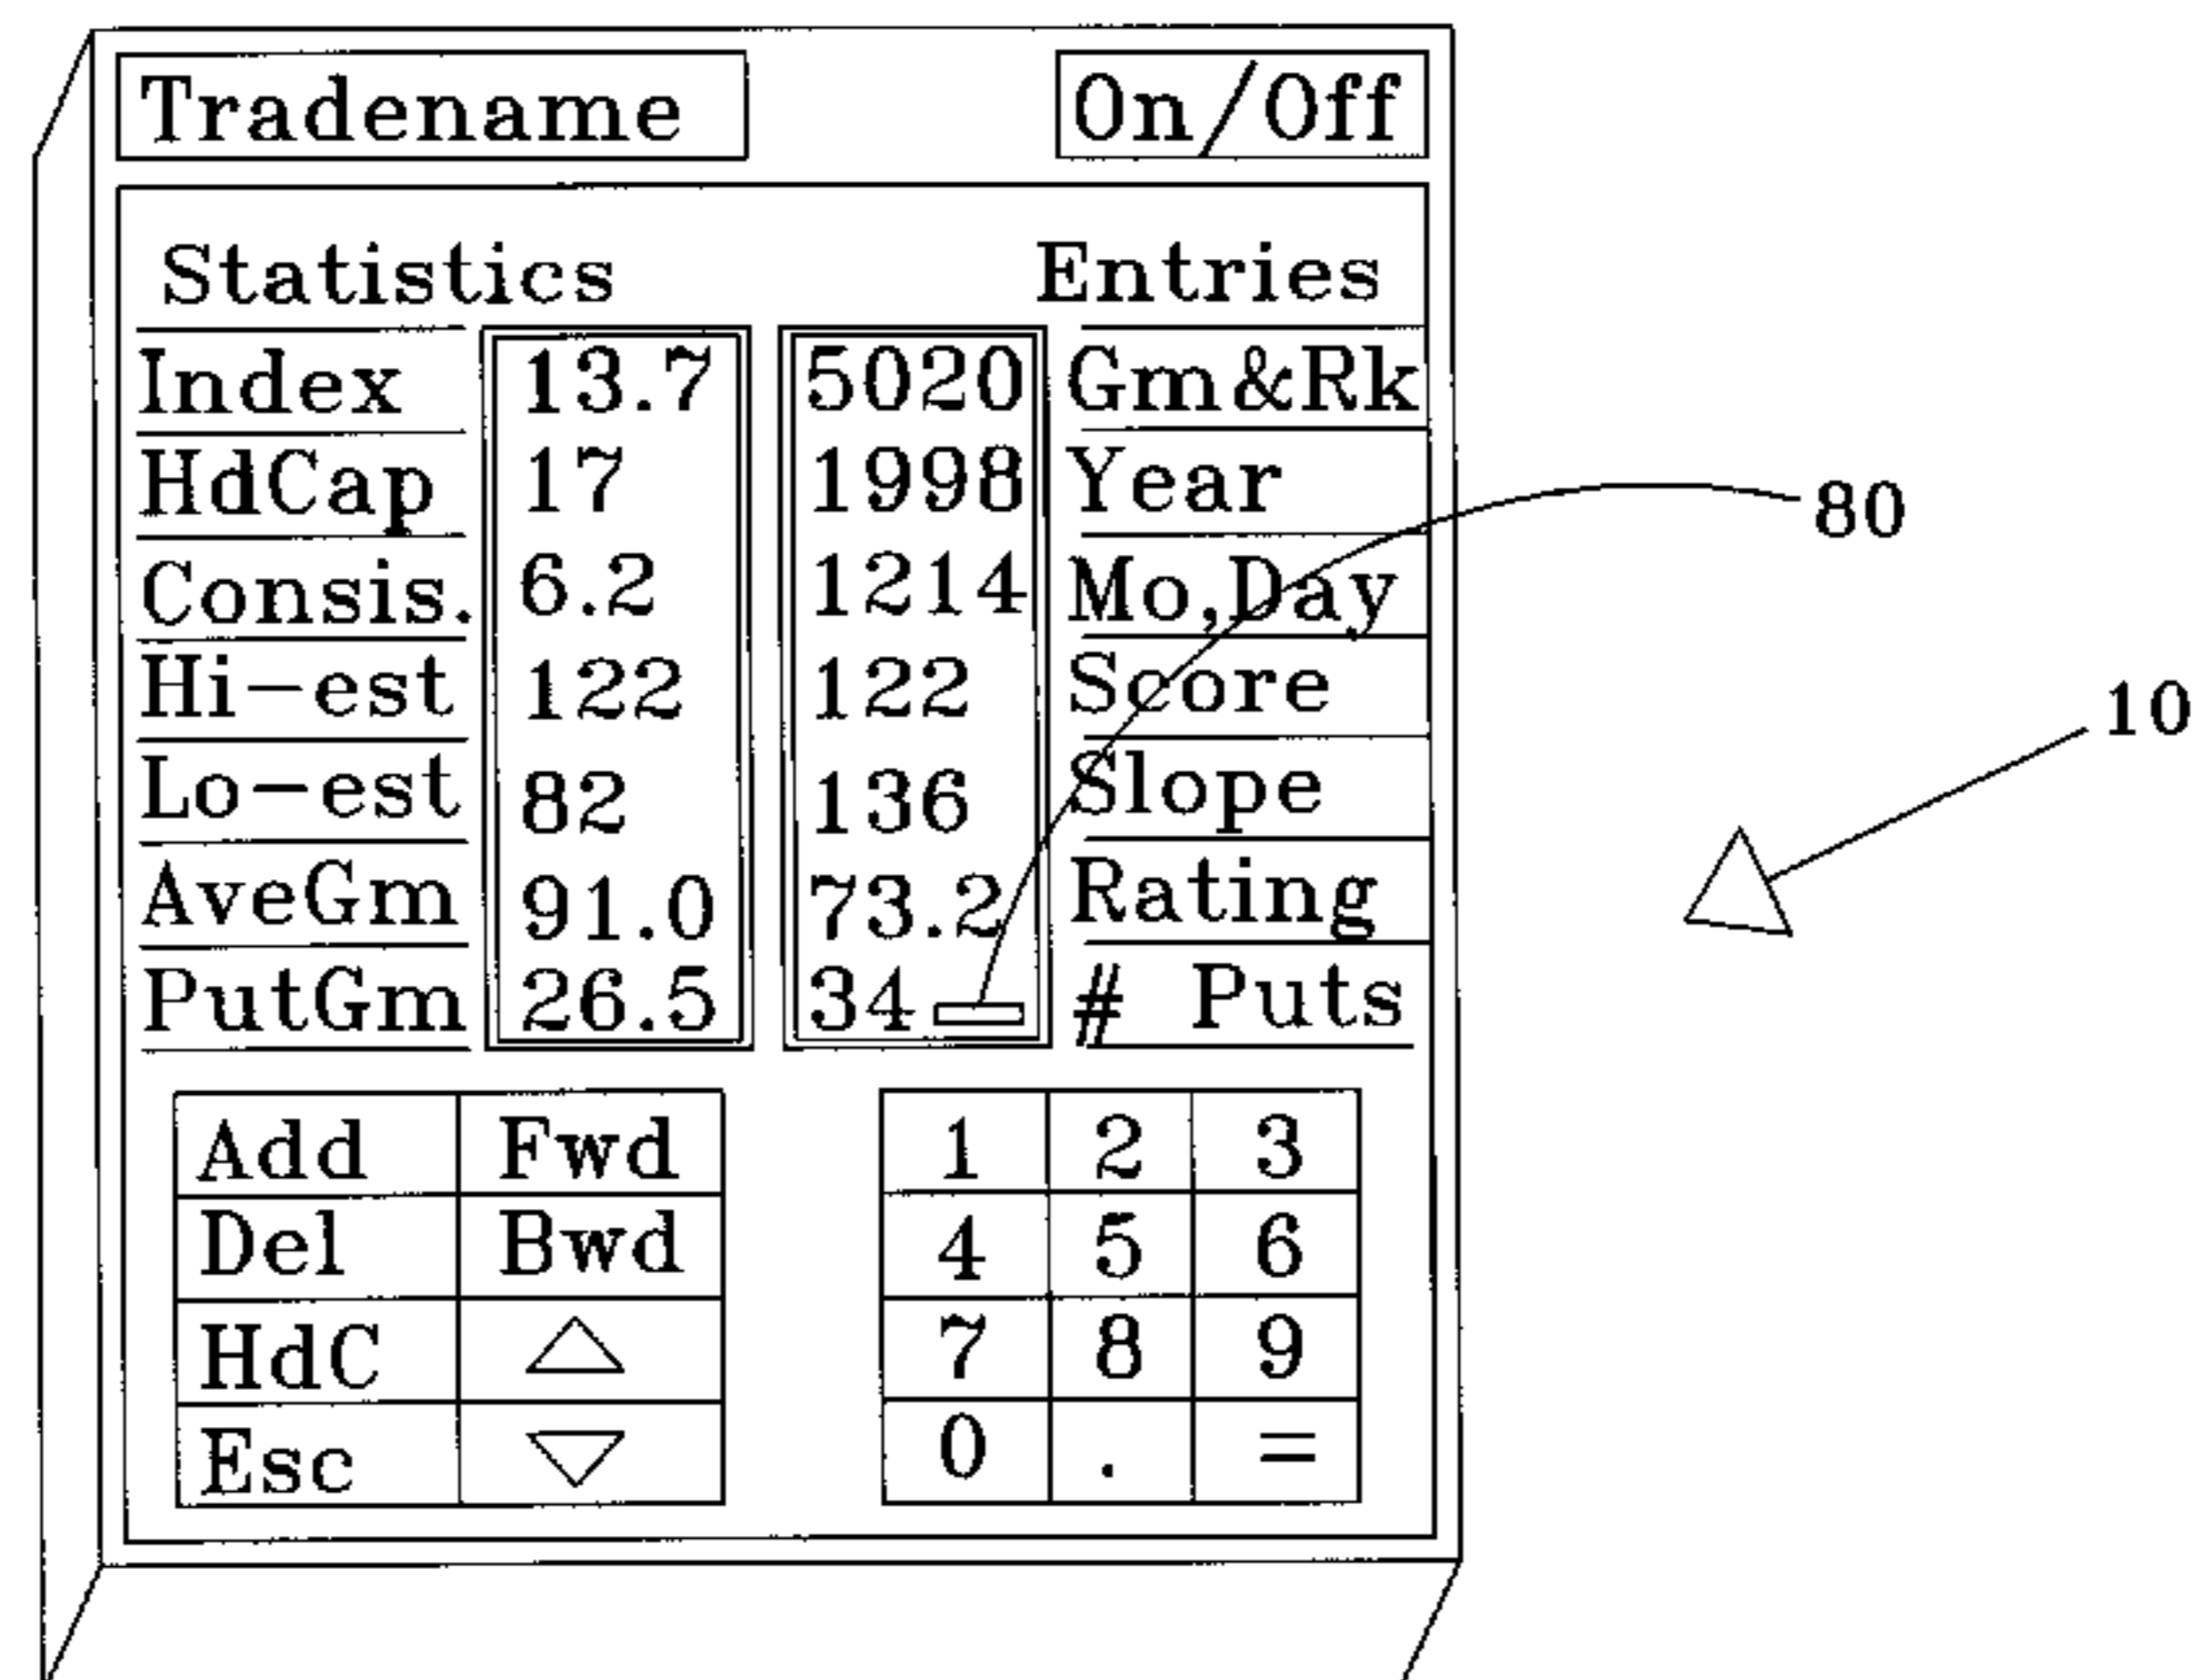 Tradename On/Off
Statistics Entries
Index 13.7 5020 Gm&Rk
HdCap 17 1998 Year
80
Consis. 6.2 1214 Mo,Day
Hi-est 122 122 Score
10
Lo-est 82 136 Slope
AveGm 91.0 73.2 Rating
PutGm 26.5 34 # Puts
Add Fwd 1 2 3
Del Bwd 4 5 6
HdC 7 8 9
Esc 0 . =